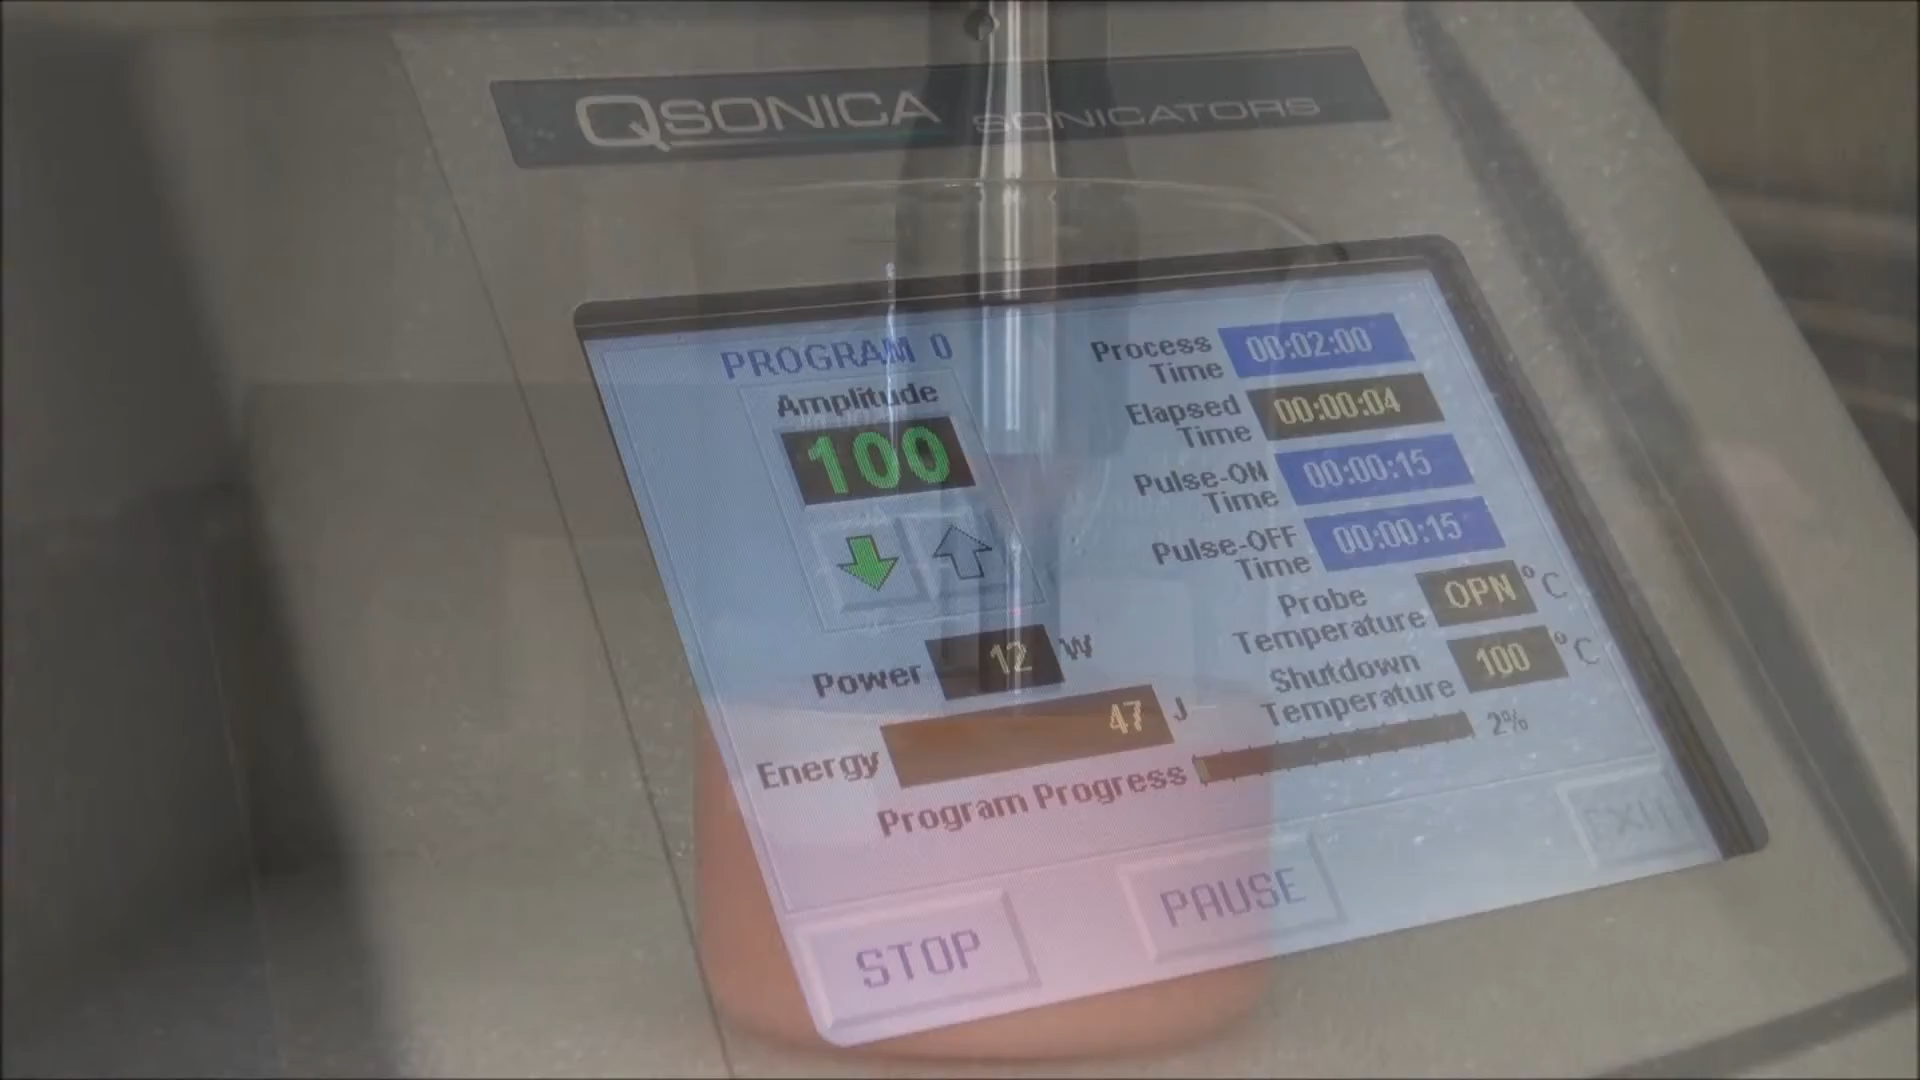 QSONICA SONICATORS
PROGRAM 0
Amplitude
100
Power 12 W
Energy 47 J
Process Time 00:02:00
Elapsed Time 00:00:04
Pulse-ON Time 00:00:15
Pulse-OFF Time 00:00:15
Probe Temperature OPN °C
Shutdown Temperature 100 °C
Program Progress 2%
STOP
PAUSE
EXIT